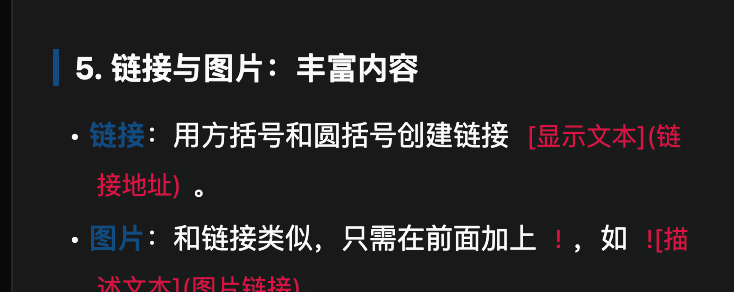 5. 链接与图片：丰富内容
• 链接：用方括号和圆括号创建链接 [显示文本](链
接地址) 。
• 图片：和链接类似，只需在前面加上 ! ，如 ![描
述文本](图片链接)